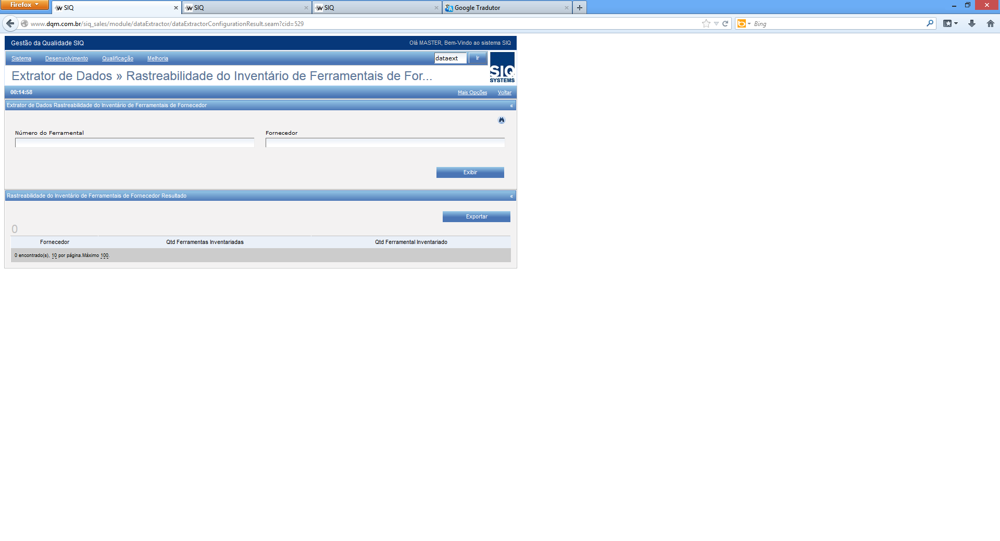 Firefox
SIQ
SIQ
SIQ
Google Tradutor
www.dqm.com.br/siq_sales/module/dataExtractor/dataExtractorConfigurationResult.seam?cid=529
Bing
Gestão da Qualidade SIQ
Olá MASTER, Bem-Vindo ao sistema SIQ
Sistema Desenvolvimento Qualificação Melhoria
dataext
Ir
SIQ
SYSTEMS
Extrator de Dados » Rastreabilidade do Inventário de Ferramentais de For...
00:14:58
Mais Opções Voltar
Extrator de Dados Rastreabilidade do Inventário de Ferramentais de Fornecedor «
Número do Ferramental Fornecedor
Exibir
Rastreabilidade do Inventário de Ferramentais de Fornecedor Resultado «
Exportar
0
Fornecedor Qtd Ferramentas Inventariadas Qtd Ferramental Inventariado
0 encontrado(s), 10 por página.Máximo 100.